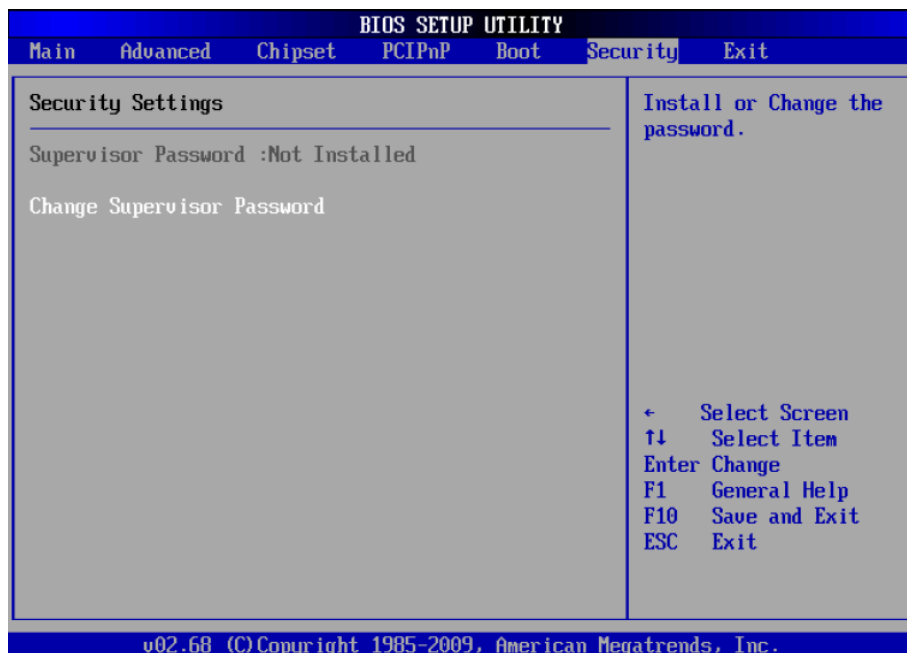 BIOS SETUP UTILITY
Main Advanced Chipset PCIPnP Boot Security Exit
Security Settings
Supervisor Password :Not Installed
Change Supervisor Password
Install or Change the
password.
← Select Screen
↑↓ Select Item
Enter Change
F1 General Help
F10 Save and Exit
ESC Exit
v02.68 (C)Copyright 1985-2009, American Megatrends, Inc.